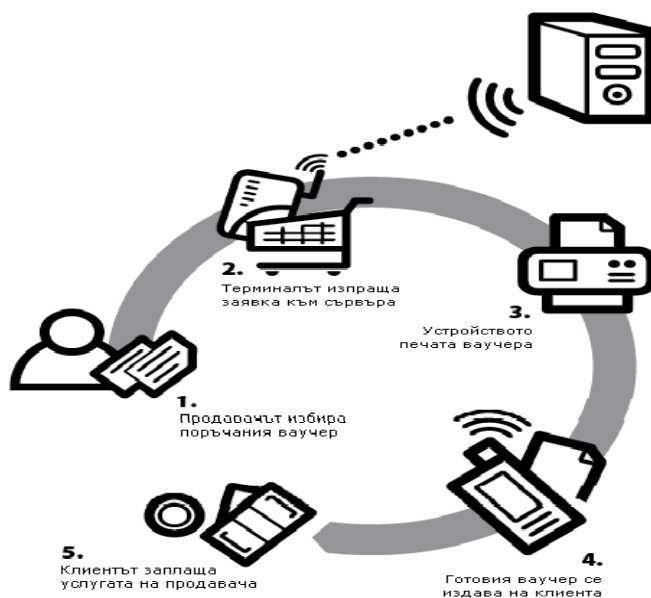 1.
Продавачът избира
поръчания ваучер
2.
Терминалът изпраща
заявка към сървъра
3.
Устройството
печата ваучера
4.
Готовия ваучер се
издава на клиента
5.
Клиентът заплаща
услугата на продавача